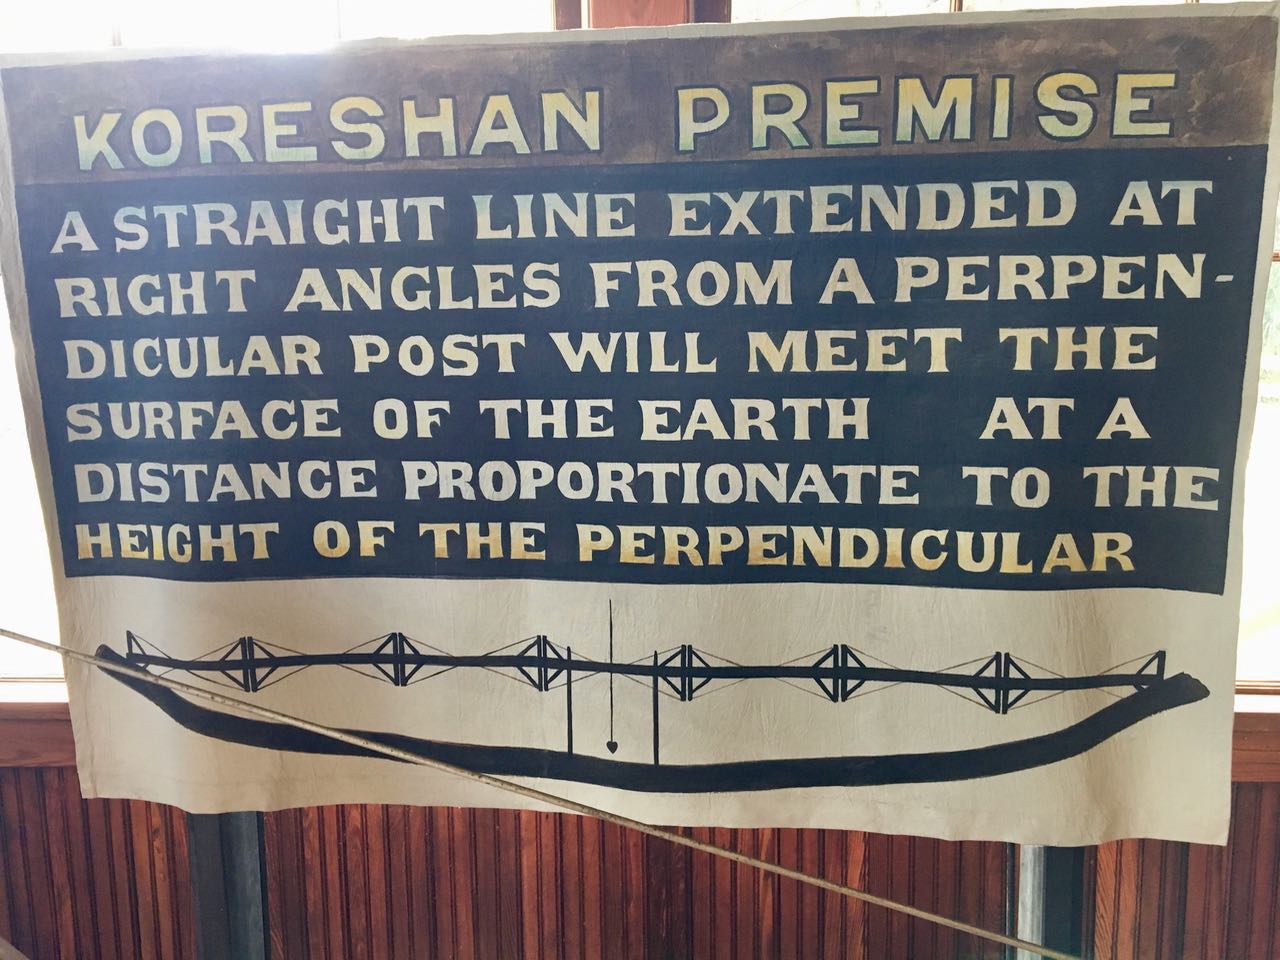 KORESHAN PREMISE
A STRAIGHT LINE EXTENDED AT
RIGHT ANGLES FROM A PERPEN-
DICULAR POST WILL MEET THE
SURFACE OF THE EARTH AT A
DISTANCE PROPORTIONATE TO THE
HEIGHT OF THE PERPENDICULAR